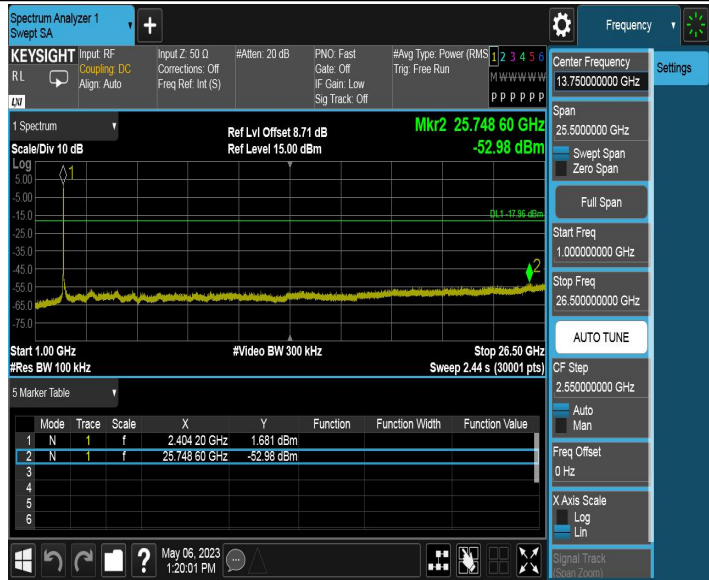 Spectrum Analyzer 1
Swept SA
Frequency
KEYSIGHT
RL
LXI
Input: RF
Coupling: DC
Align: Auto
Input Z: 50 Ω
Corrections: Off
Freq Ref: Int (S)
#Atten: 20 dB
PNO: Fast
Gate: Off
IF Gain: Low
Sig Track: Off
#Avg Type: Power (RMS
Trig: Free Run
1 2 3 4 5 6
M W W W W W
P P P P P P
1 Spectrum
Scale/Div 10 dB
Ref Lvl Offset 8.71 dB
Ref Level 15.00 dBm
Mkr2 25.748 60 GHz
-52.98 dBm
Log
5.00
-5.00
-15.0
-25.0
-35.0
-45.0
-55.0
-65.0
-75.0
1
DL1 -17.96 dBm
2
Start 1.00 GHz
#Res BW 100 kHz
#Video BW 300 kHz
Stop 26.50 GHz
Sweep 2.44 s (30001 pts)
5 Marker Table
Mode Trace Scale X Y Function Function Width Function Value
1 N 1 f 2.404 20 GHz 1.681 dBm
2 N 1 f 25.748 60 GHz -52.98 dBm
3
4
5
6
May 06, 2023
1:20:01 PM
Center Frequency
13.750000000 GHz
Span
25.5000000 GHz
Swept Span
Zero Span
Full Span
Start Freq
1.000000000 GHz
Stop Freq
26.500000000 GHz
AUTO TUNE
CF Step
2.550000000 GHz
Auto
Man
Freq Offset
0 Hz
X Axis Scale
Log
Lin
Signal Track
(Span Zoom)
Settings